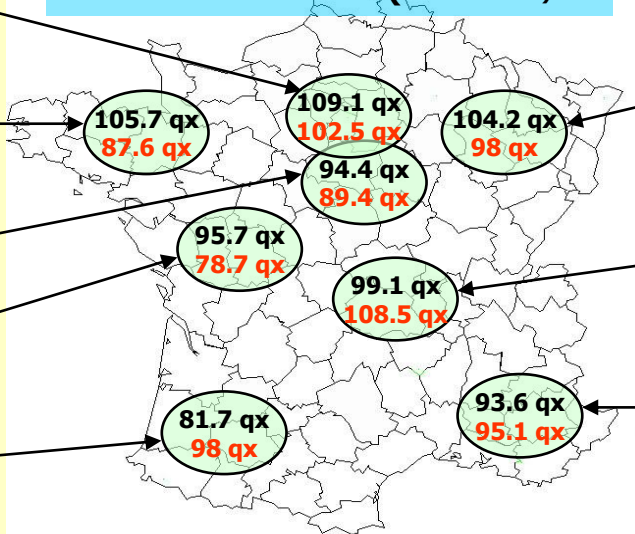 109.1 qx
102.5 qx
105.7 qx
87.6 qx
104.2 qx
98 qx
94.4 qx
89.4 qx
95.7 qx
78.7 qx
99.1 qx
108.5 qx
93.6 qx
95.1 qx
81.7 qx
98 qx